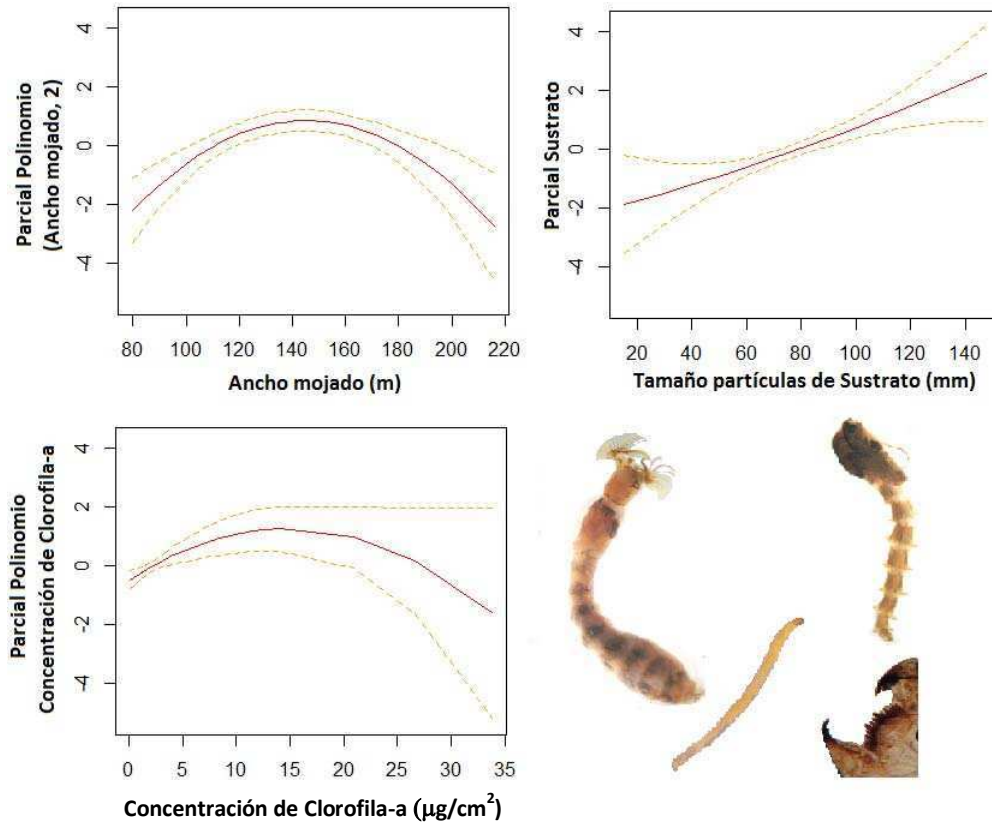 Parcial Polinomio
(Ancho mojado, 2)
4
2
0
-2
-4
80 100 120 140 160 180 200 220
Ancho mojado (m)
Parcial Sustrato
4
2
0
-2
-4
20 40 60 80 100 120 140
Tamaño partículas de Sustrato (mm)
Parcial Polinomio
Concentración de Clorofila-a
4
2
0
-2
-4
0 5 10 15 20 25 30 35
Concentración de Clorofila-a (µg/cm²)